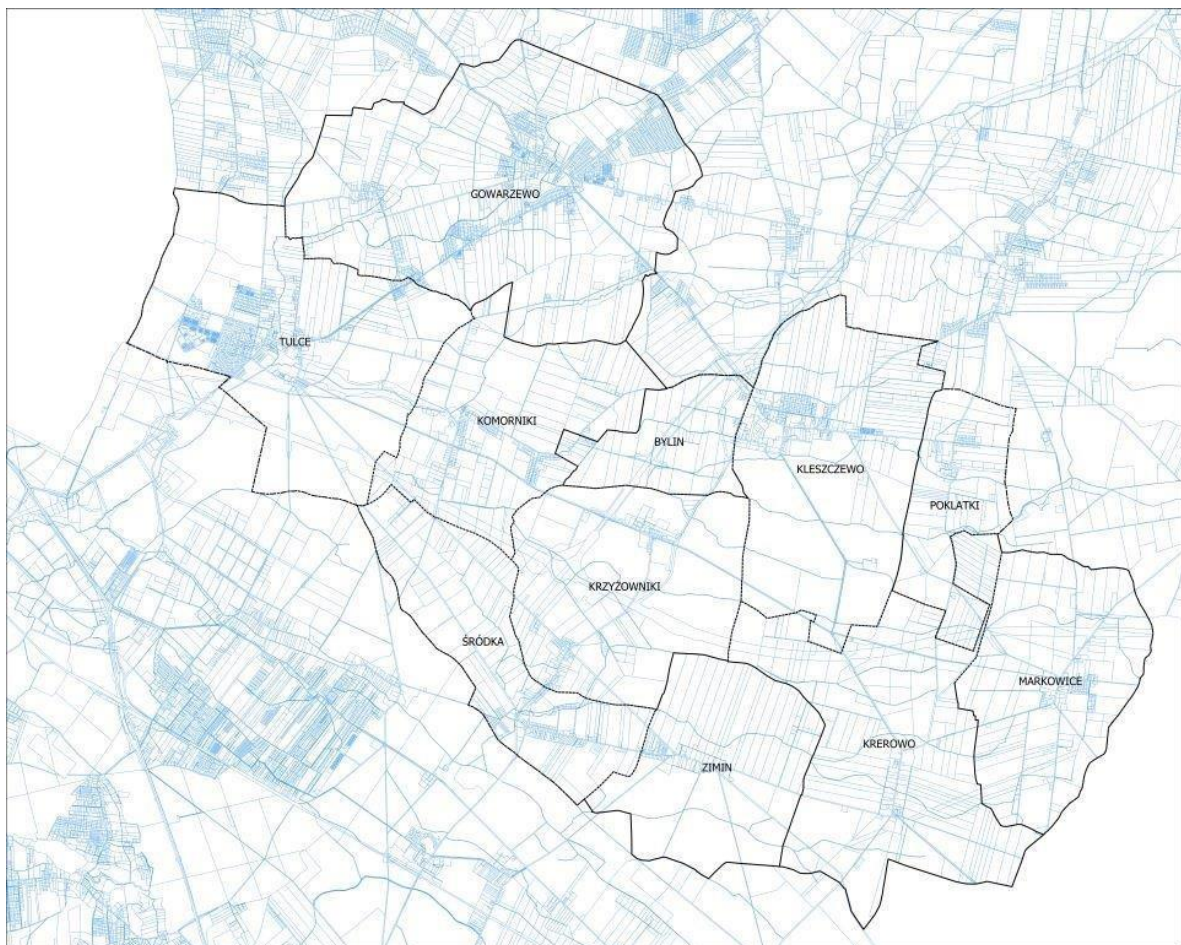 GOWARZEWO
TULCE
KOMORNIKI
BYLIN
KLESZCZEWO
POKLATKI
KRZYŻOWNIKI
ŚRÓDKA
MARKOWICE
KREROWO
ZIMIN